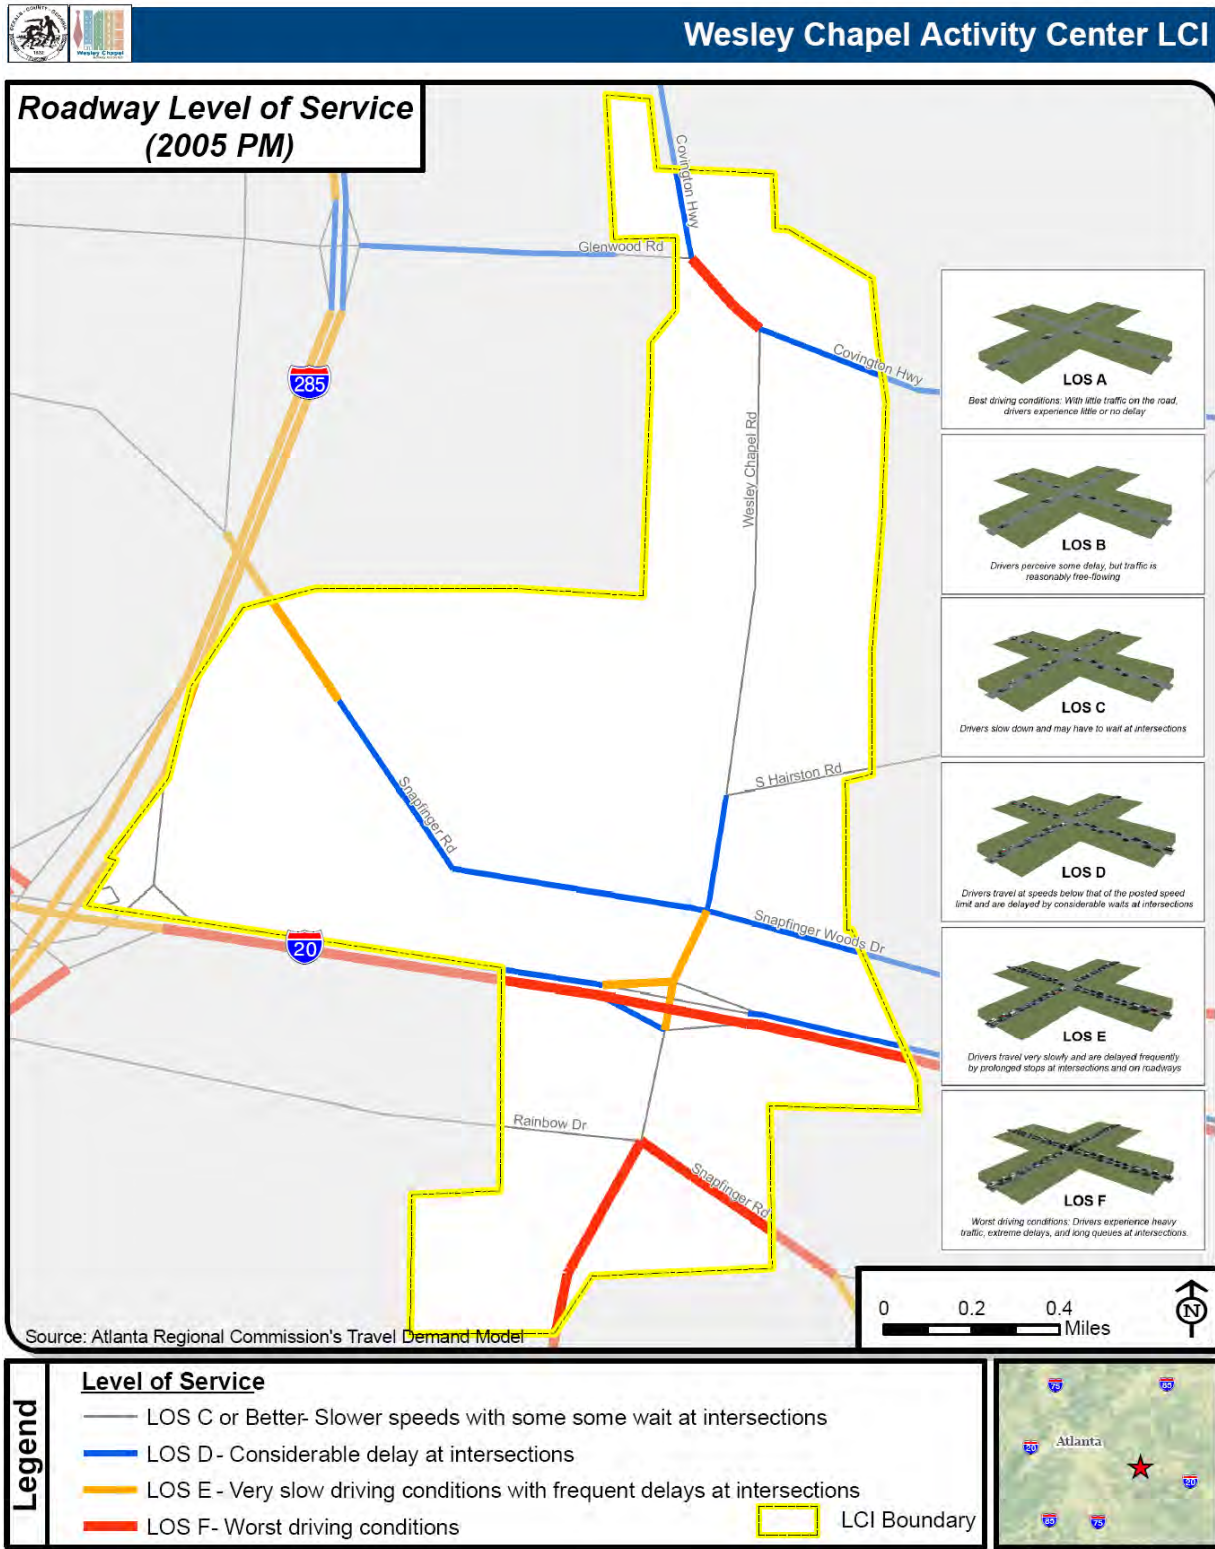 Wesley Chapel
Wesley Chapel Activity Center LCI
Roadway Level of Service
(2005 PM)
Covington Hwy
Glenwood Rd
Covington Hwy
285
Wesley Chapel Rd
S Hairston Rd
Snapfinger Rd
Snapfinger Woods Dr
20
Rainbow Dr
Snapfinger Rd
LOS A
Best driving conditions: With little traffic on the road,
drivers experience little or no delay
LOS B
Drivers perceive some delay, but traffic is
reasonably free-flowing
LOS C
Drivers slow down and may have to wait at intersections
LOS D
Drivers travel at speeds below that of the posted speed
limit and are delayed by considerable waits at intersections
LOS E
Drivers travel very slowly and are delayed frequently
by prolonged stops at intersections and on roadways
LOS F
Worst driving conditions: Drivers experience heavy
traffic, extreme delays, and long queues at intersections.
0 0.2 0.4
Miles
N
Source: Atlanta Regional Commission's Travel Demand Model
Legend
Level of Service
LOS C or Better- Slower speeds with some some wait at intersections
LOS D - Considerable delay at intersections
LOS E - Very slow driving conditions with frequent delays at intersections
LOS F- Worst driving conditions
LCI Boundary
75
85
20
Atlanta
20
85
75